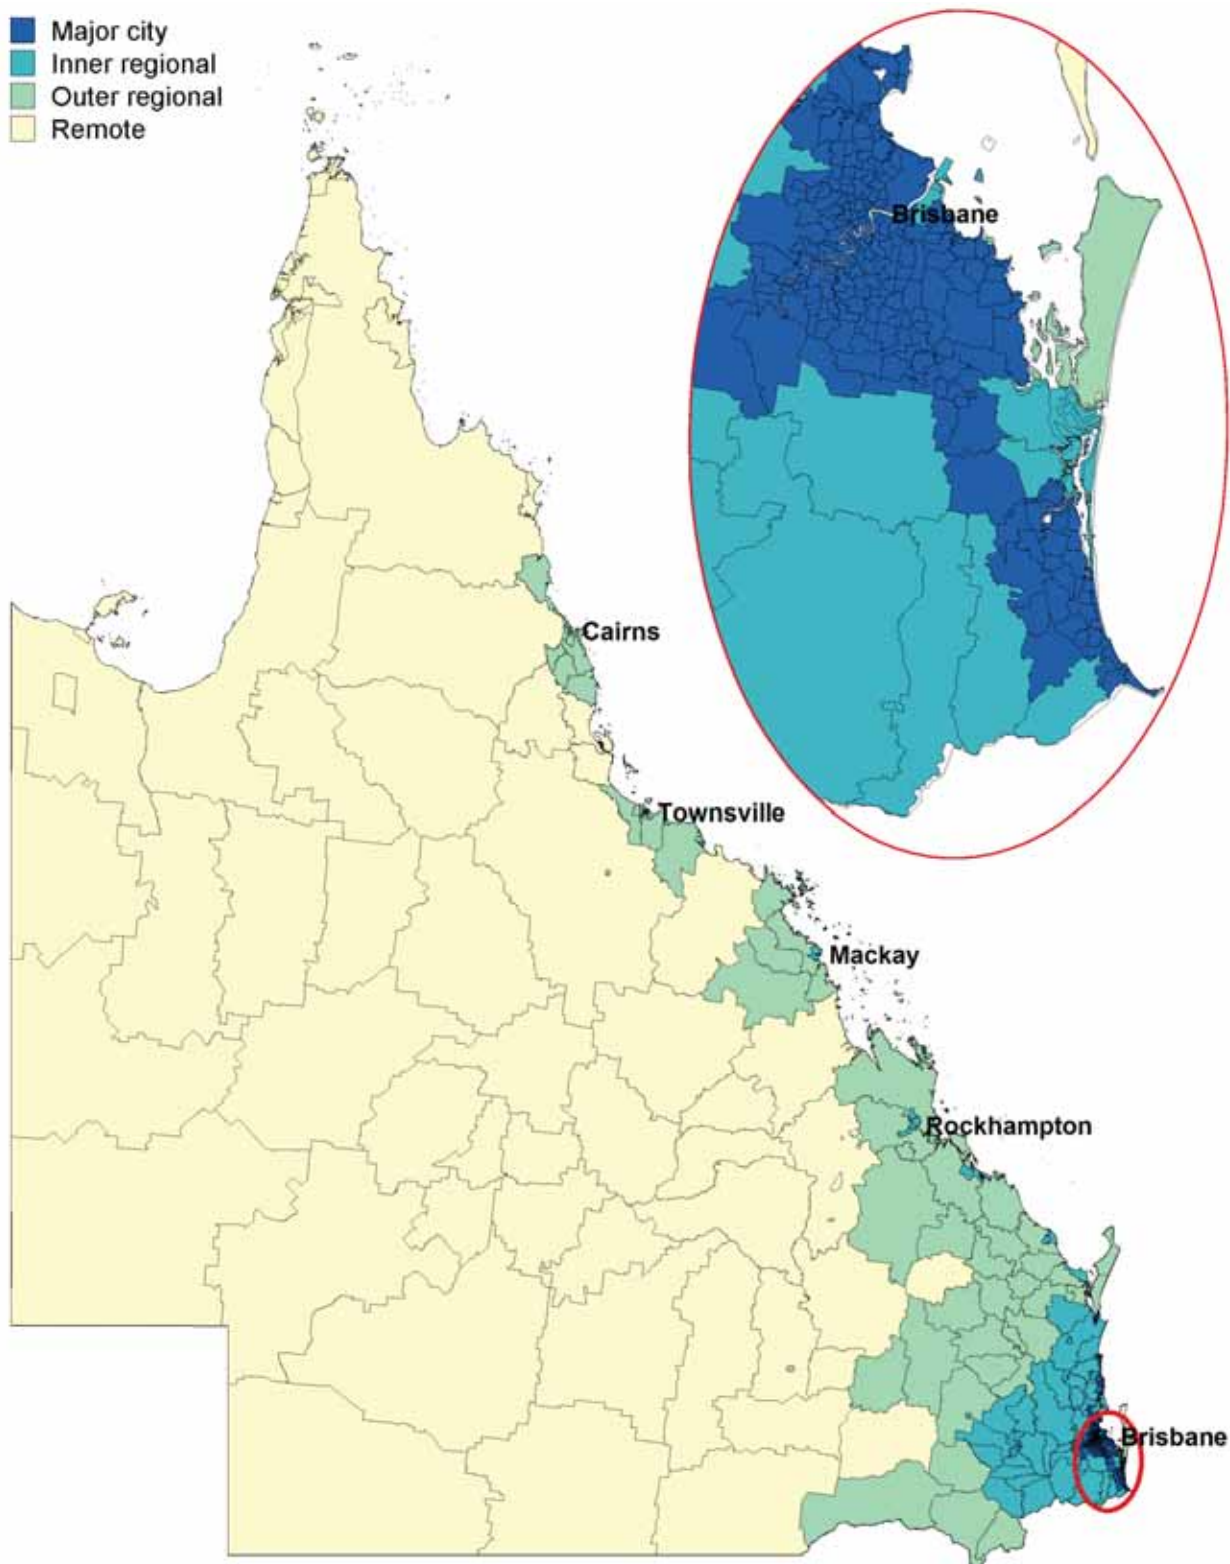 Major city
Inner regional
Outer regional
Remote
Brisbane
Cairns
Townsville
Mackay
Rockhampton
Brisbane